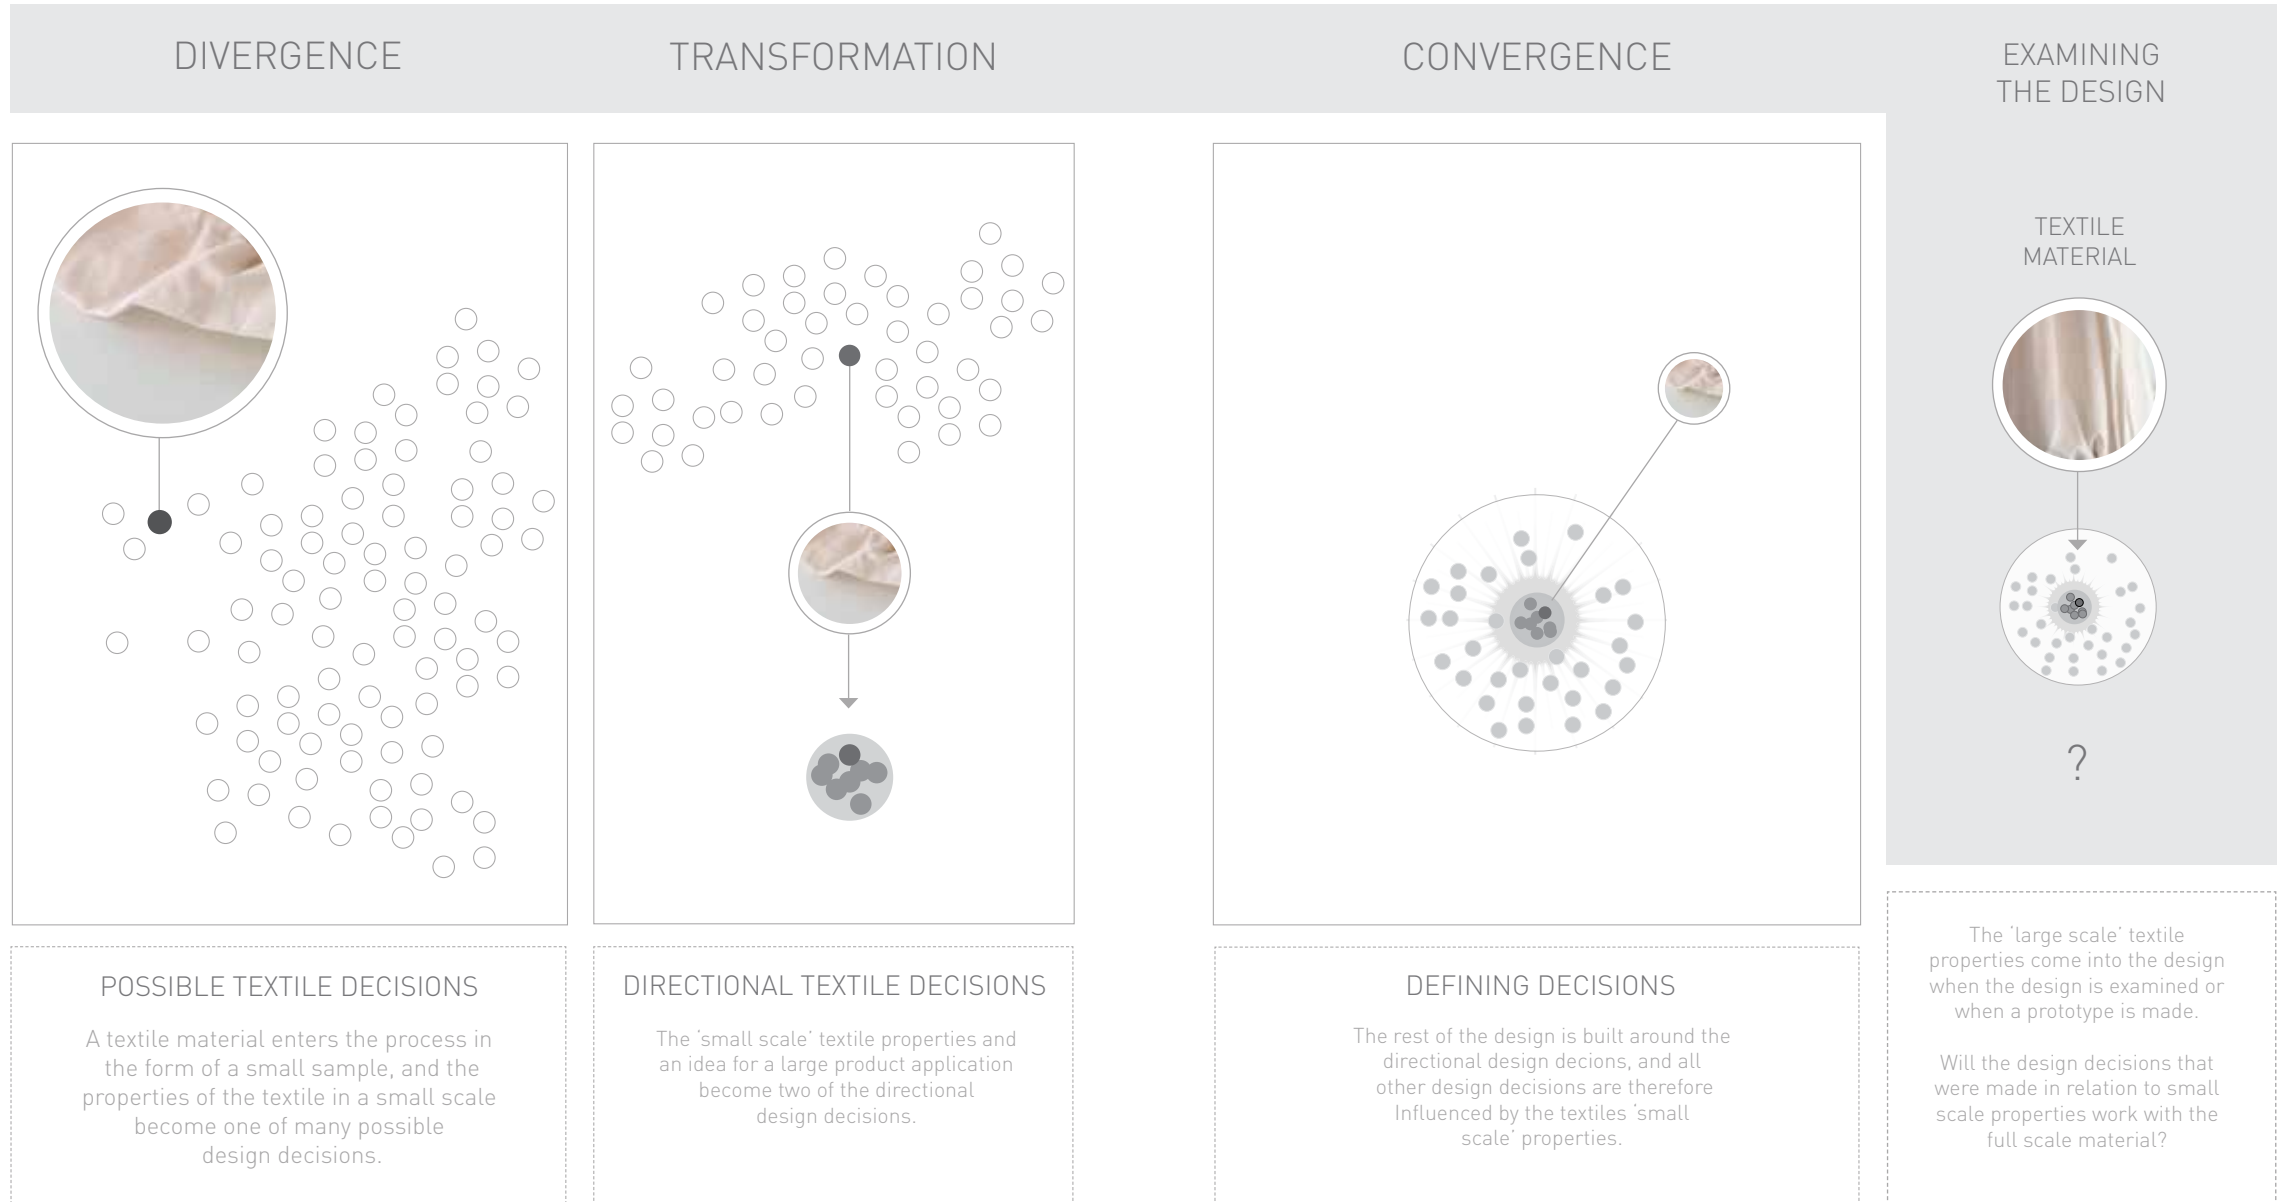 DIVERGENCE
TRANSFORMATION
CONVERGENCE
EXAMINING
THE DESIGN
TEXTILE
MATERIAL
?
POSSIBLE TEXTILE DECISIONS
A textile material enters the process in
the form of a small sample, and the
properties of the textile in a small scale
become one of many possible
design decisions.
DIRECTIONAL TEXTILE DECISIONS
The ‘small scale’ textile properties and
an idea for a large product application
become two of the directional
design decisions.
DEFINING DECISIONS
The rest of the design is built around the
directional design decions, and all
other design decisions are therefore
Influenced by the textiles ‘small
scale’ properties.
The ‘large scale’ textile
properties come into the design
when the design is examined or
when a prototype is made.
Will the design decisions that
were made in relation to small
scale properties work with the
full scale material?